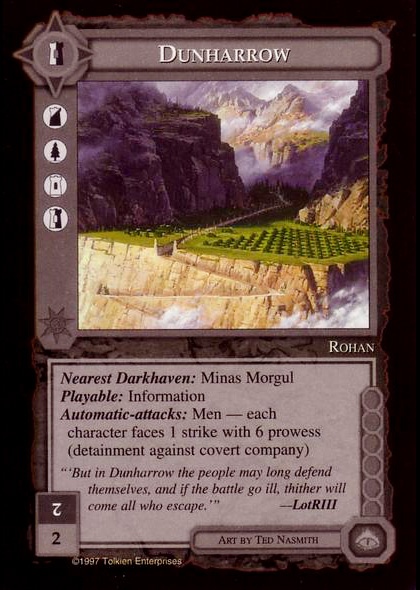 DUNHARROW
ROHAN
Nearest Darkhaven: Minas Morgul
Playable: Information
Automatic-attacks: Men — each
character faces 1 strike with 6 prowess
(detainment against covert company)
“‘But in Dunharrow the people may long defend
themselves, and if the battle go ill, thither will
come all who escape.’” —LotRIII
2
2
ART BY TED NASMITH
©1997 Tolkien Enterprises